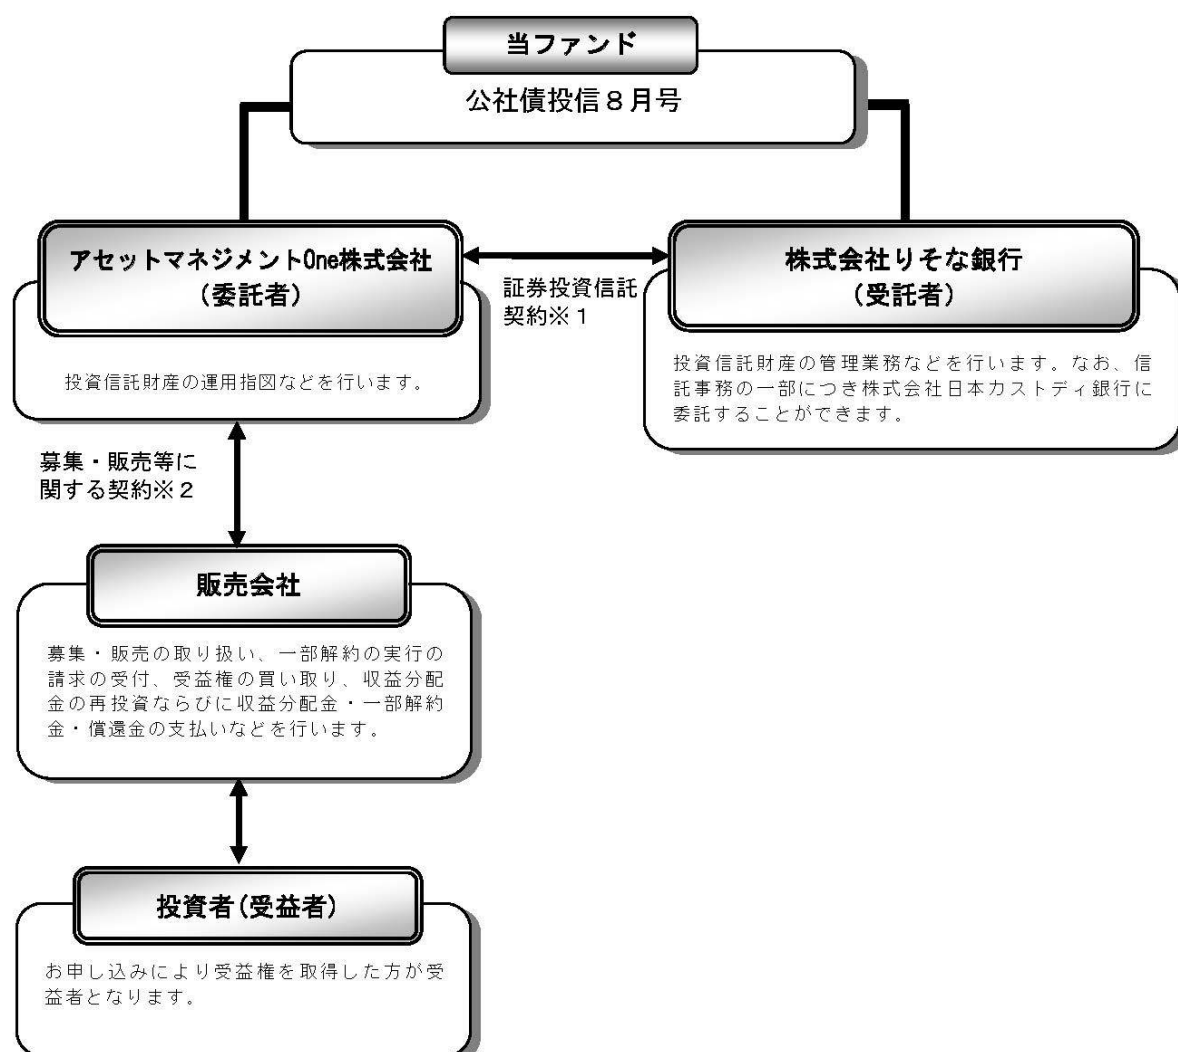 当ファンド
公社債投信８月号
アセットマネジメントOne株式会社
（委託者）
投資信託財産の運用指図などを行います。
証券投資信託
契約※１
株式会社りそな銀行
（受託者）
投資信託財産の管理業務などを行います。なお、信
託事務の一部につき株式会社日本カストディ銀行に
委託することができます。
募集・販売等に
関する契約※２
販売会社
募集・販売の取り扱い、一部解約の実行の
請求の受付、受益権の買い取り、収益分配
金の再投資ならびに収益分配金・一部解約
金・償還金の支払いなどを行います。
投資者（受益者）
お申し込みにより受益権を取得した方が受
益者となります。